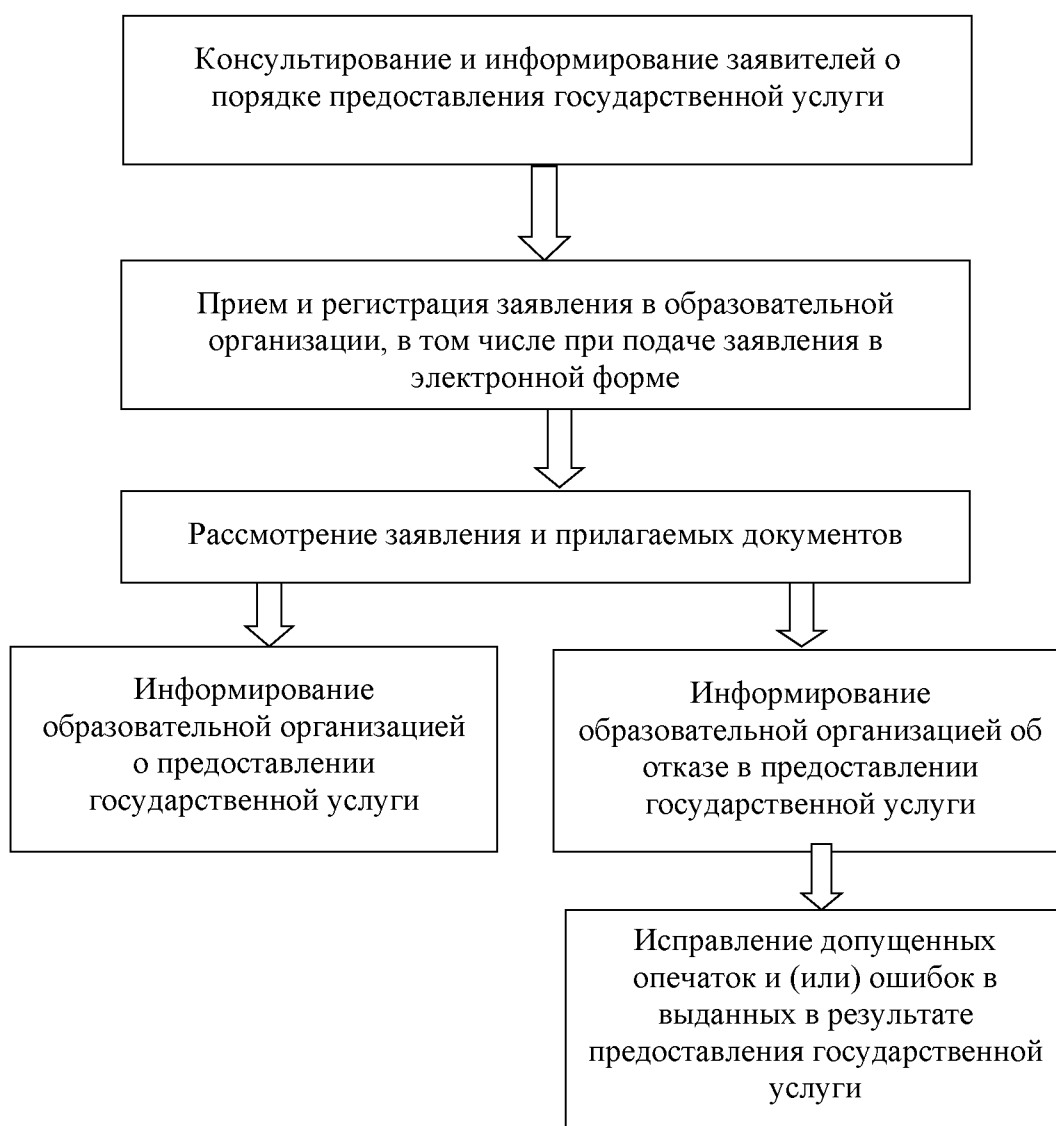 Консультирование и информирование заявителей о
порядке предоставления государственной услуги
Прием и регистрация заявления в образовательной
организации, в том числе при подаче заявления в
электронной форме
Рассмотрение заявления и прилагаемых документов
Информирование
образовательной организацией
о предоставлении
государственной услуги
Информирование
образовательной организацией об
отказе в предоставлении
государственной услуги
Исправление допущенных
опечаток и (или) ошибок в
выданных в результате
предоставления государственной
услуги